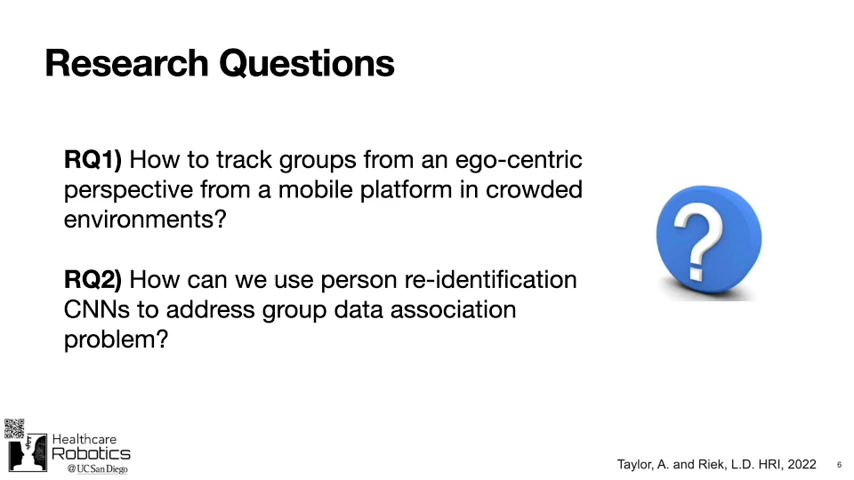 Research Questions
RQ1) How to track groups from an ego-centric
perspective from a mobile platform in crowded
environments?
RQ2) How can we use person re-identification
CNNs to address group data association
problem?
?
Healthcare
Robotics
@UC San Diego
Taylor, A. and Riek, L.D. HRI, 2022
6